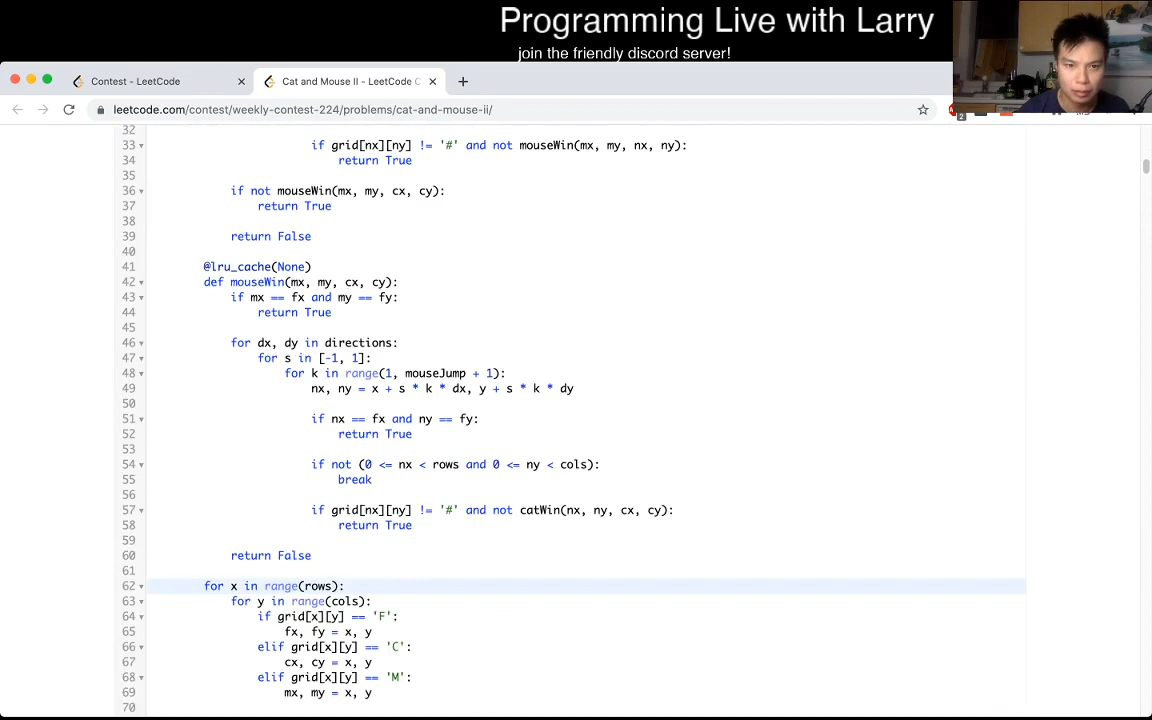 Programming Live with Larry
join the friendly discord server!
Contest - LeetCode
Cat and Mouse II - LeetCode C
leetcode.com/contest/weekly-contest-224/problems/cat-and-mouse-ii/
2
32
33 if grid[nx][ny] != '#' and not mouseWin(mx, my, nx, ny):
34 return True
35
36 if not mouseWin(mx, my, cx, cy):
37 return True
38
39 return False
40
41 @lru_cache(None)
42 def mouseWin(mx, my, cx, cy):
43 if mx == fx and my == fy:
44 return True
45
46 for dx, dy in directions:
47 for s in [-1, 1]:
48 for k in range(1, mouseJump + 1):
49 nx, ny = x + s * k * dx, y + s * k * dy
50
51 if nx == fx and ny == fy:
52 return True
53
54 if not (0 <= nx < rows and 0 <= ny < cols):
55 break
56
57 if grid[nx][ny] != '#' and not catWin(nx, ny, cx, cy):
58 return True
59
60 return False
61
62 for x in range(rows):
63 for y in range(cols):
64 if grid[x][y] == 'F':
65 fx, fy = x, y
66 elif grid[x][y] == 'C':
67 cx, cy = x, y
68 elif grid[x][y] == 'M':
69 mx, my = x, y
70